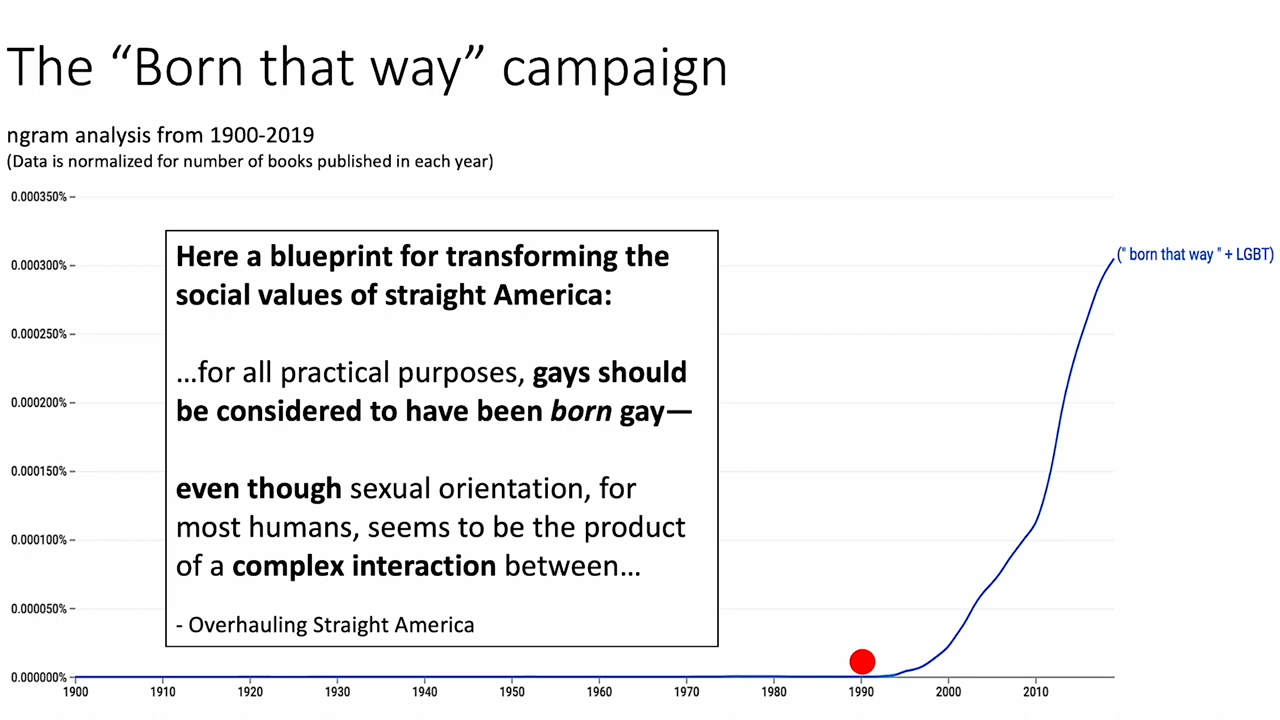 The “Born that way” campaign
ngram analysis from 1900-2019
(Data is normalized for number of books published in each year)
0.000350%
Here a blueprint for transforming the
social values of straight America:
…for all practical purposes, gays should
be considered to have been born gay—
even though sexual orientation, for
most humans, seems to be the product
of a complex interaction between…
- Overhauling Straight America
0.000300%
0.000250%
0.000200%
0.000150%
0.000100%
0.000050%
0.000000%
(" born that way " + LGBT)
1900 1910 1920 1930 1940 1950 1960 1970 1980 1990 2000 2010